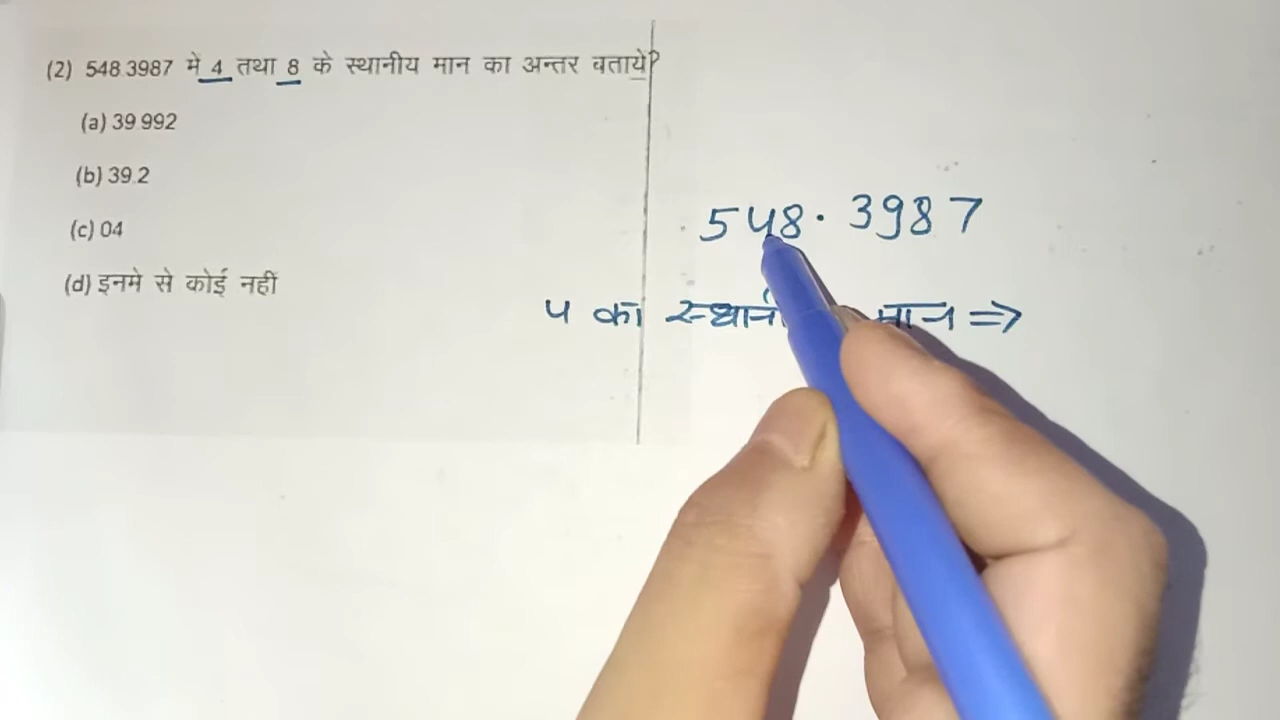 (2) 548.3987 में 4 तथा 8 के स्थानीय मान का अन्तर बताये?
(a) 39.992
(b) 39.2
(c) 04
(d) इनमे से कोई नहीं
548.3987
4 का मान ⇒